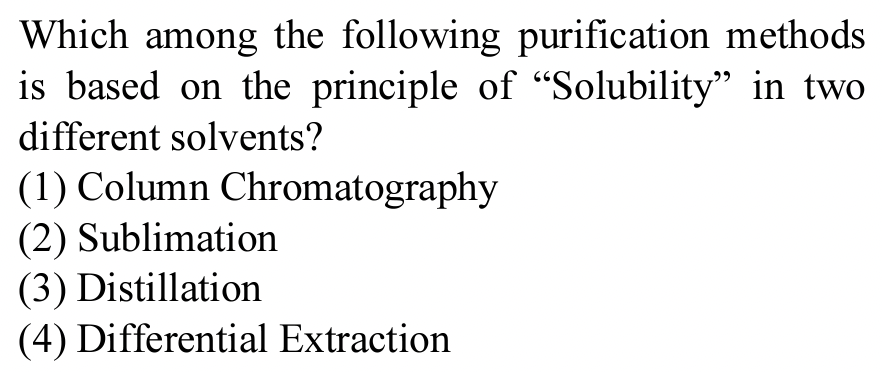 Which among the following purification methods
is based on the principle of “Solubility” in two
different solvents?
(1) Column Chromatography
(2) Sublimation
(3) Distillation
(4) Differential Extraction